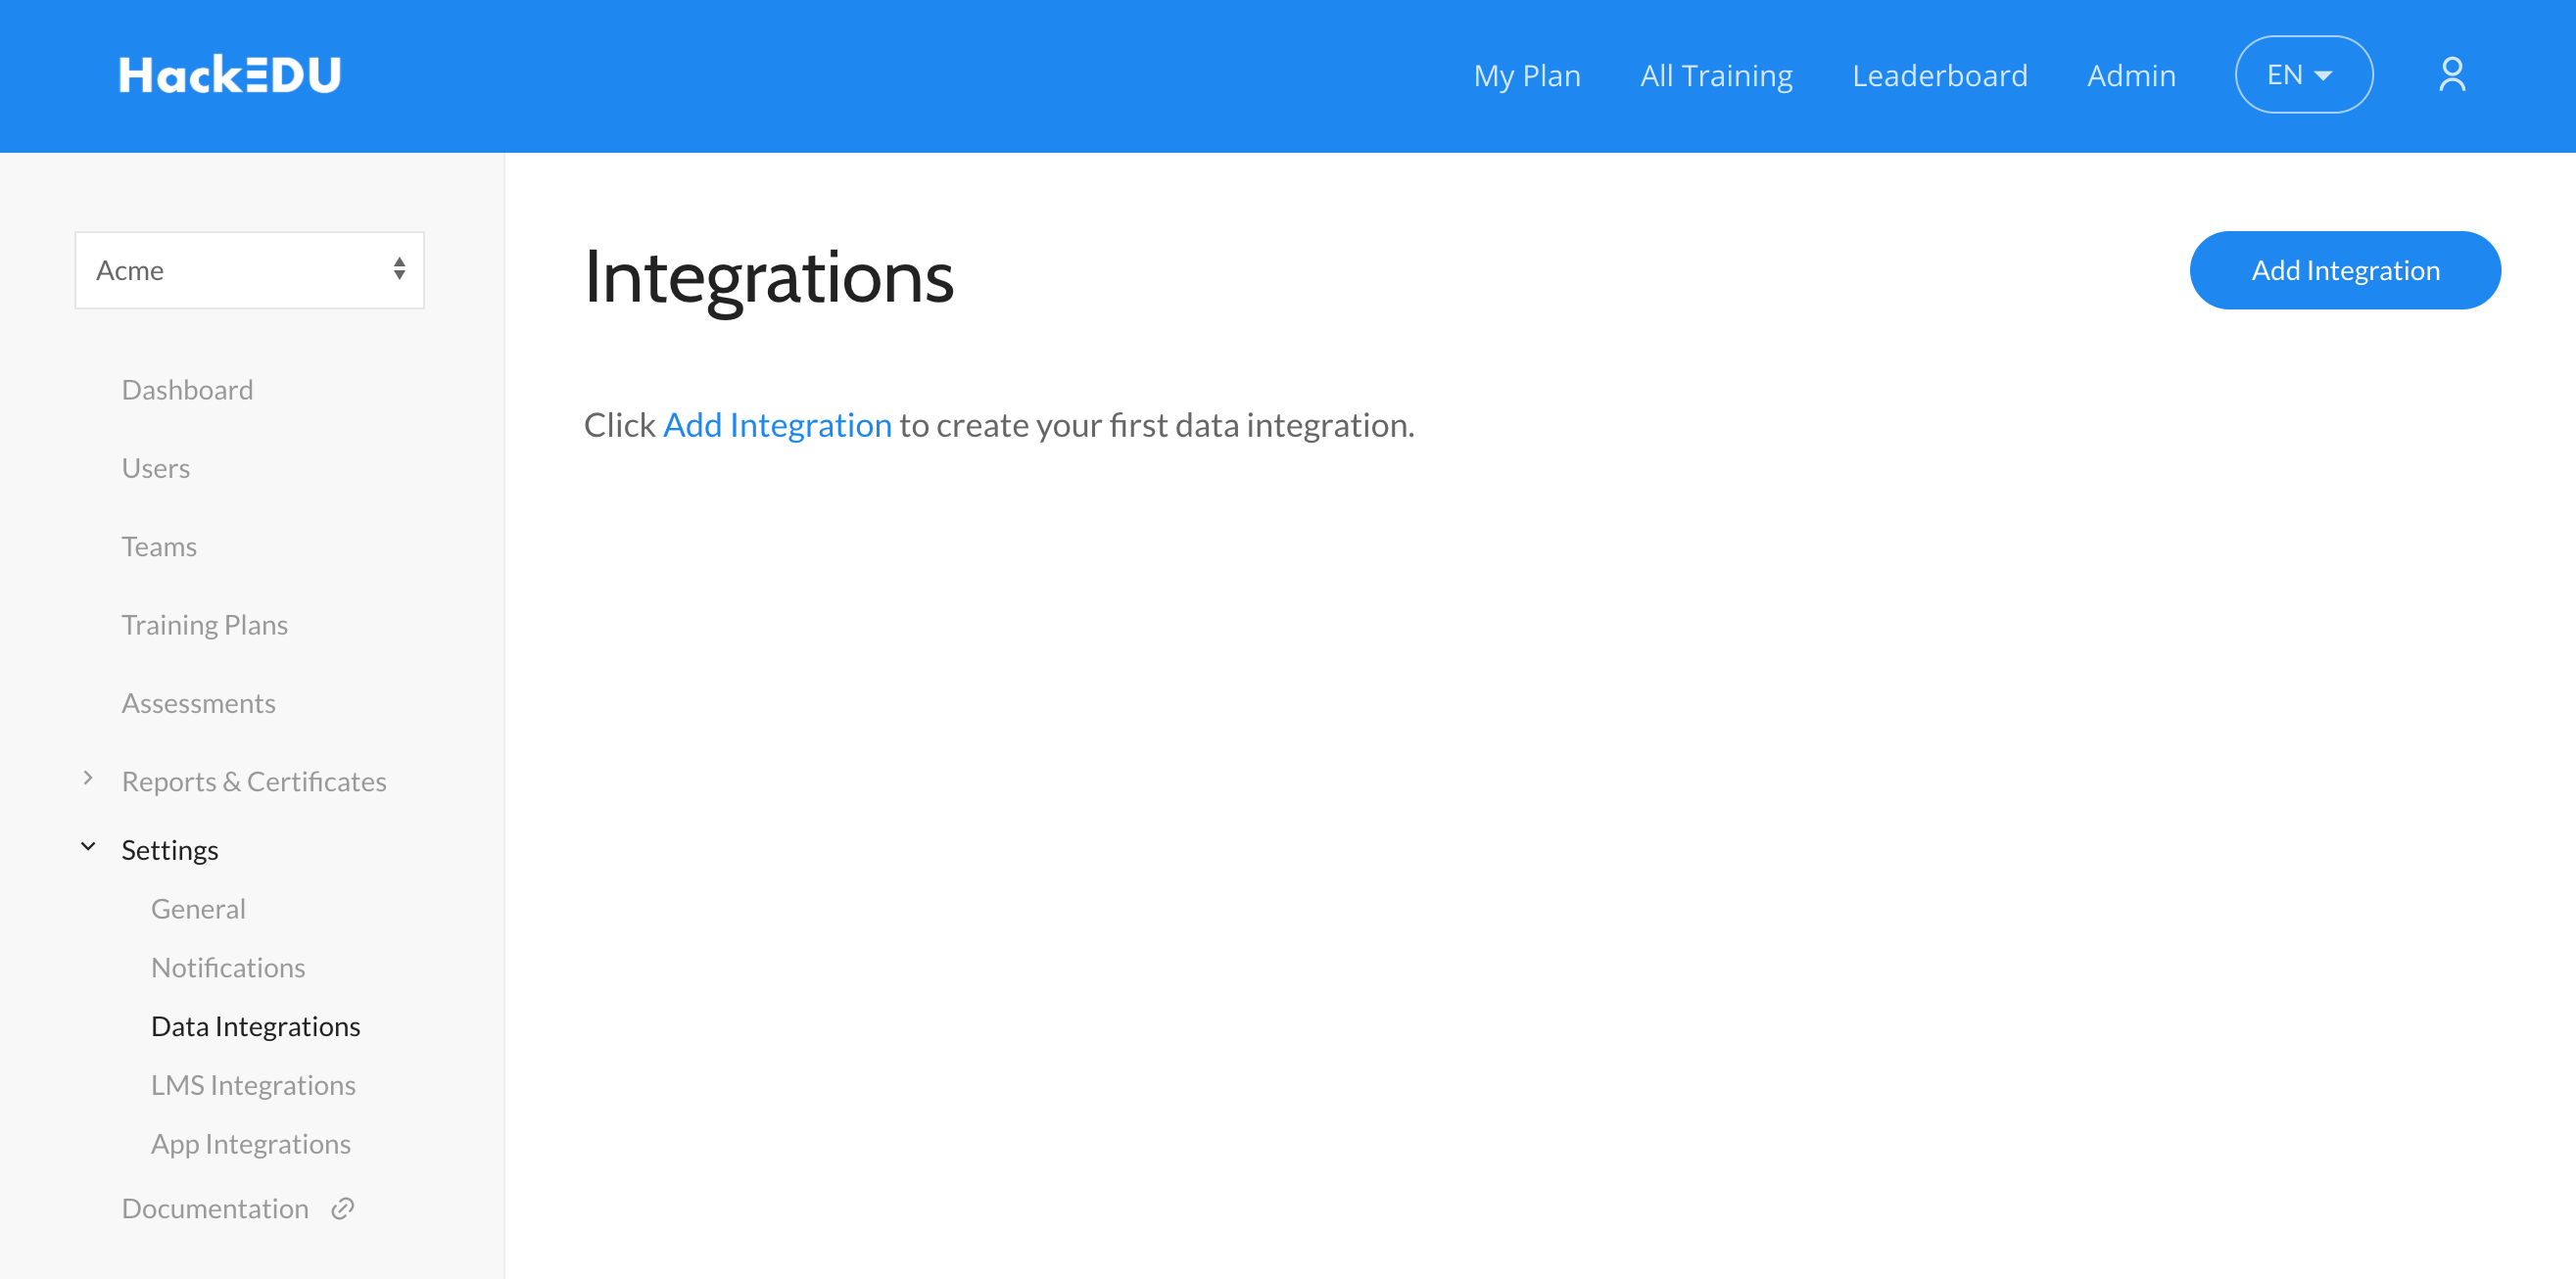 HackEDU
My Plan
All Training
Leaderboard
Admin
EN
Acme
Dashboard
Users
Teams
Training Plans
Assessments
Reports & Certificates
Settings
General
Notifications
Data Integrations
LMS Integrations
App Integrations
Documentation
Integrations
Add Integration
Click Add Integration to create your first data integration.